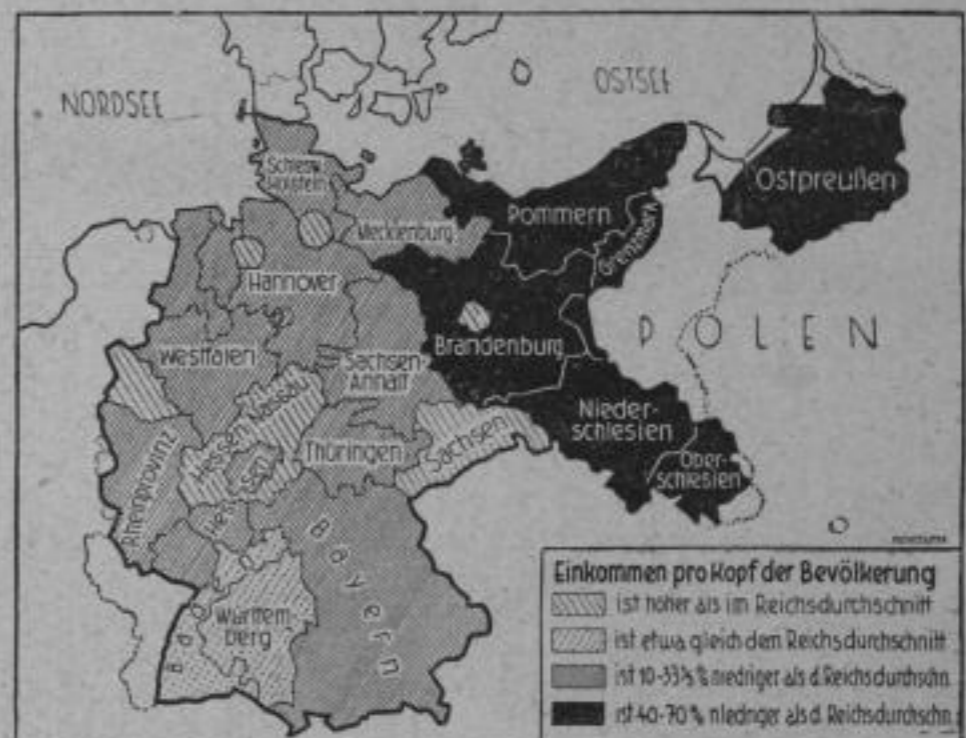 NORDSEE
OSTSEE
Schlesw.
Holstein
Mecklenburg
Pommern
Grenzmark
Ostpreußen
Hannover
POLEN
Brandenburg
Westfalen
Sachsen-
Anhalt
Nieder-
schlesien
Ober-
schlesien
Hessen Nassau
Sachsen
Thüringen
Rheinprovinz
Hessen
Bayern
Württem-
berg
Einkommen pro Kopf der Bevölkerung
ist höher als im Reichsdurchschnitt
ist etwa gleich dem Reichsdurchschnitt
ist 10-33⅓% niedriger als d. Reichsdurchschn.
ist 40-70% niedriger als d. Reichsdurchschn.